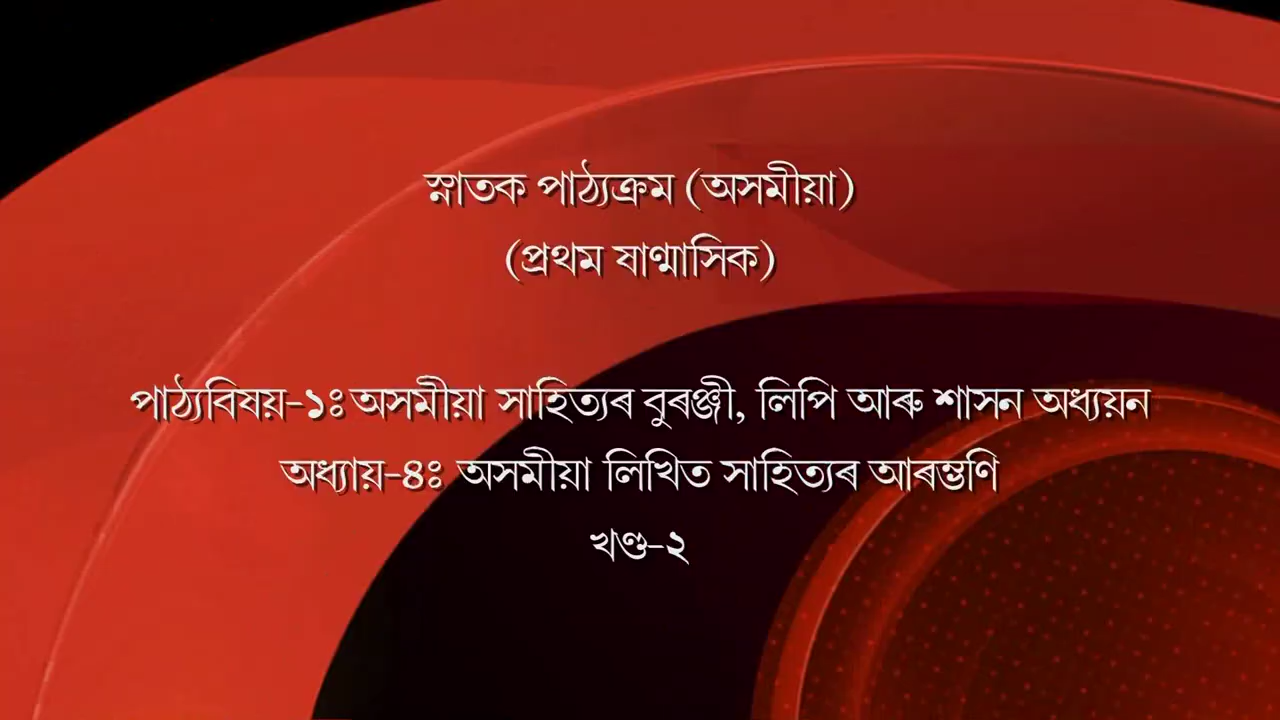 স্নাতক পাঠ্যক্ৰম (অসমীয়া)
(প্ৰথম ষাণ্মাসিক)
পাঠ্যবিষয়-১ঃ অসমীয়া সাহিত্যৰ বুৰঞ্জী, লিপি আৰু শাসন অধ্যয়ন
অধ্যায়-৪ঃ অসমীয়া লিখিত সাহিত্যৰ আৰম্ভণি
খণ্ড-২